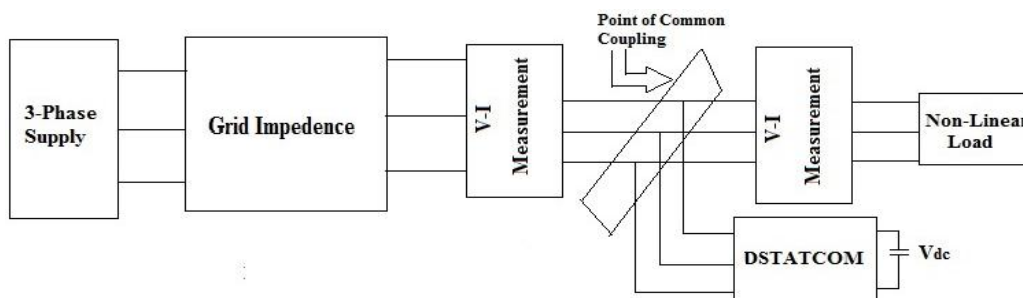 Point of Common
Coupling
3-Phase
Supply
Grid Impedence
V-I
Measurement
V-I
Measurement
Non-Linear
Load
DSTATCOM
Vdc